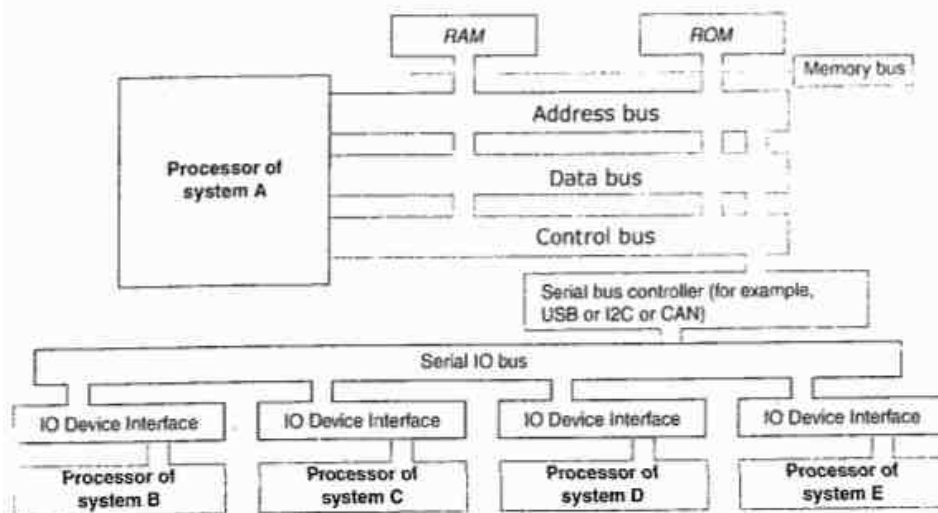 RAM
ROM
Memory bus
Address bus
Processor of
system A
Data bus
Control bus
Serial bus controller (for example,
USB or I2C or CAN)
Serial IO bus
IO Device Interface
IO Device Interface
IO Device Interface
IO Device Interface
Processor of
system B
Processor of
system C
Processor of
system D
Processor of
system E